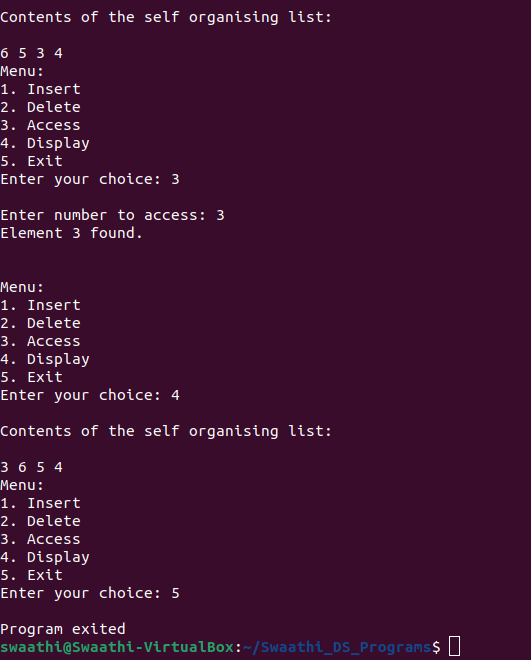 Contents of the self organising list:
6 5 3 4
Menu:
1. Insert
2. Delete
3. Access
4. Display
5. Exit
Enter your choice: 3
Enter number to access: 3
Element 3 found.
Menu:
1. Insert
2. Delete
3. Access
4. Display
5. Exit
Enter your choice: 4
Contents of the self organising list:
3 6 5 4
Menu:
1. Insert
2. Delete
3. Access
4. Display
5. Exit
Enter your choice: 5
Program exited
swaathi@Swaathi-VirtualBox:~/Swaathi_DS_Programs$